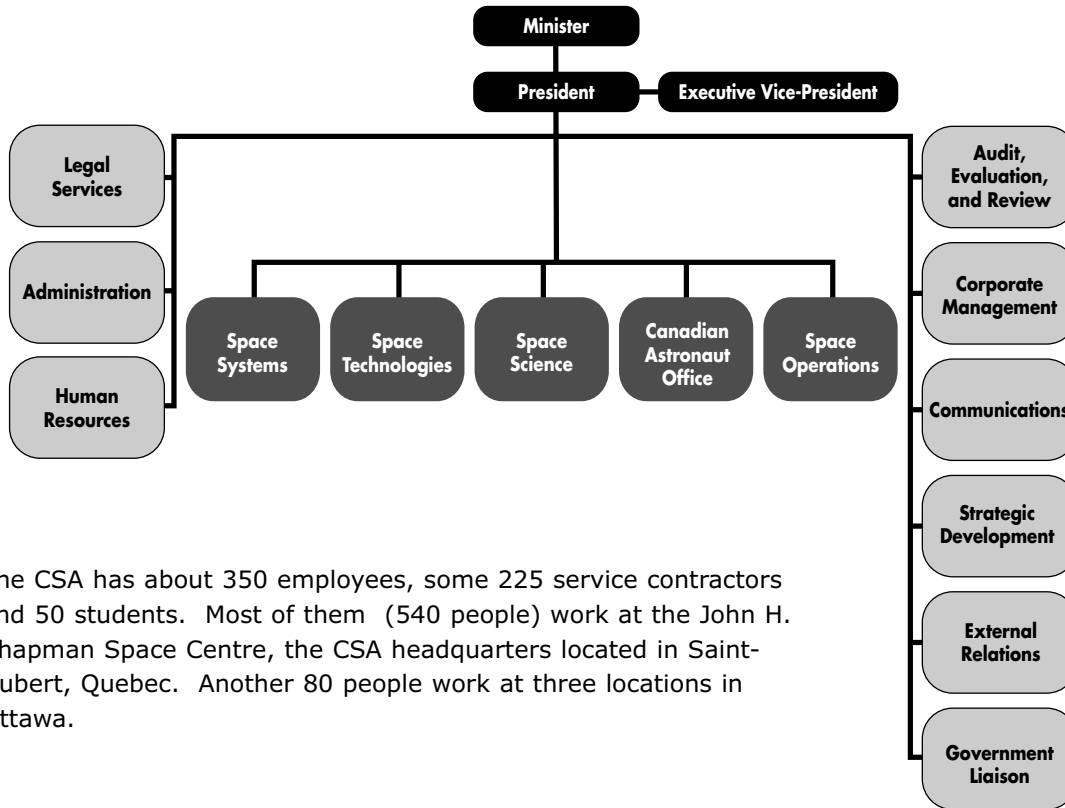 Minister
President
Executive Vice-President
Legal
Services
Administration
Human
Resources
Space
Systems
Space
Technologies
Space
Science
Canadian
Astronaut
Office
Space
Operations
Audit,
Evaluation,
and Review
Corporate
Management
Communications
Strategic
Development
External
Relations
Government
Liaison
he CSA has about 350 employees, some 225 service contractors
nd 50 students.  Most of them  (540 people) work at the John H.
hapman Space Centre, the CSA headquarters located in Saint-
ubert, Quebec.  Another 80 people work at three locations in
ttawa.